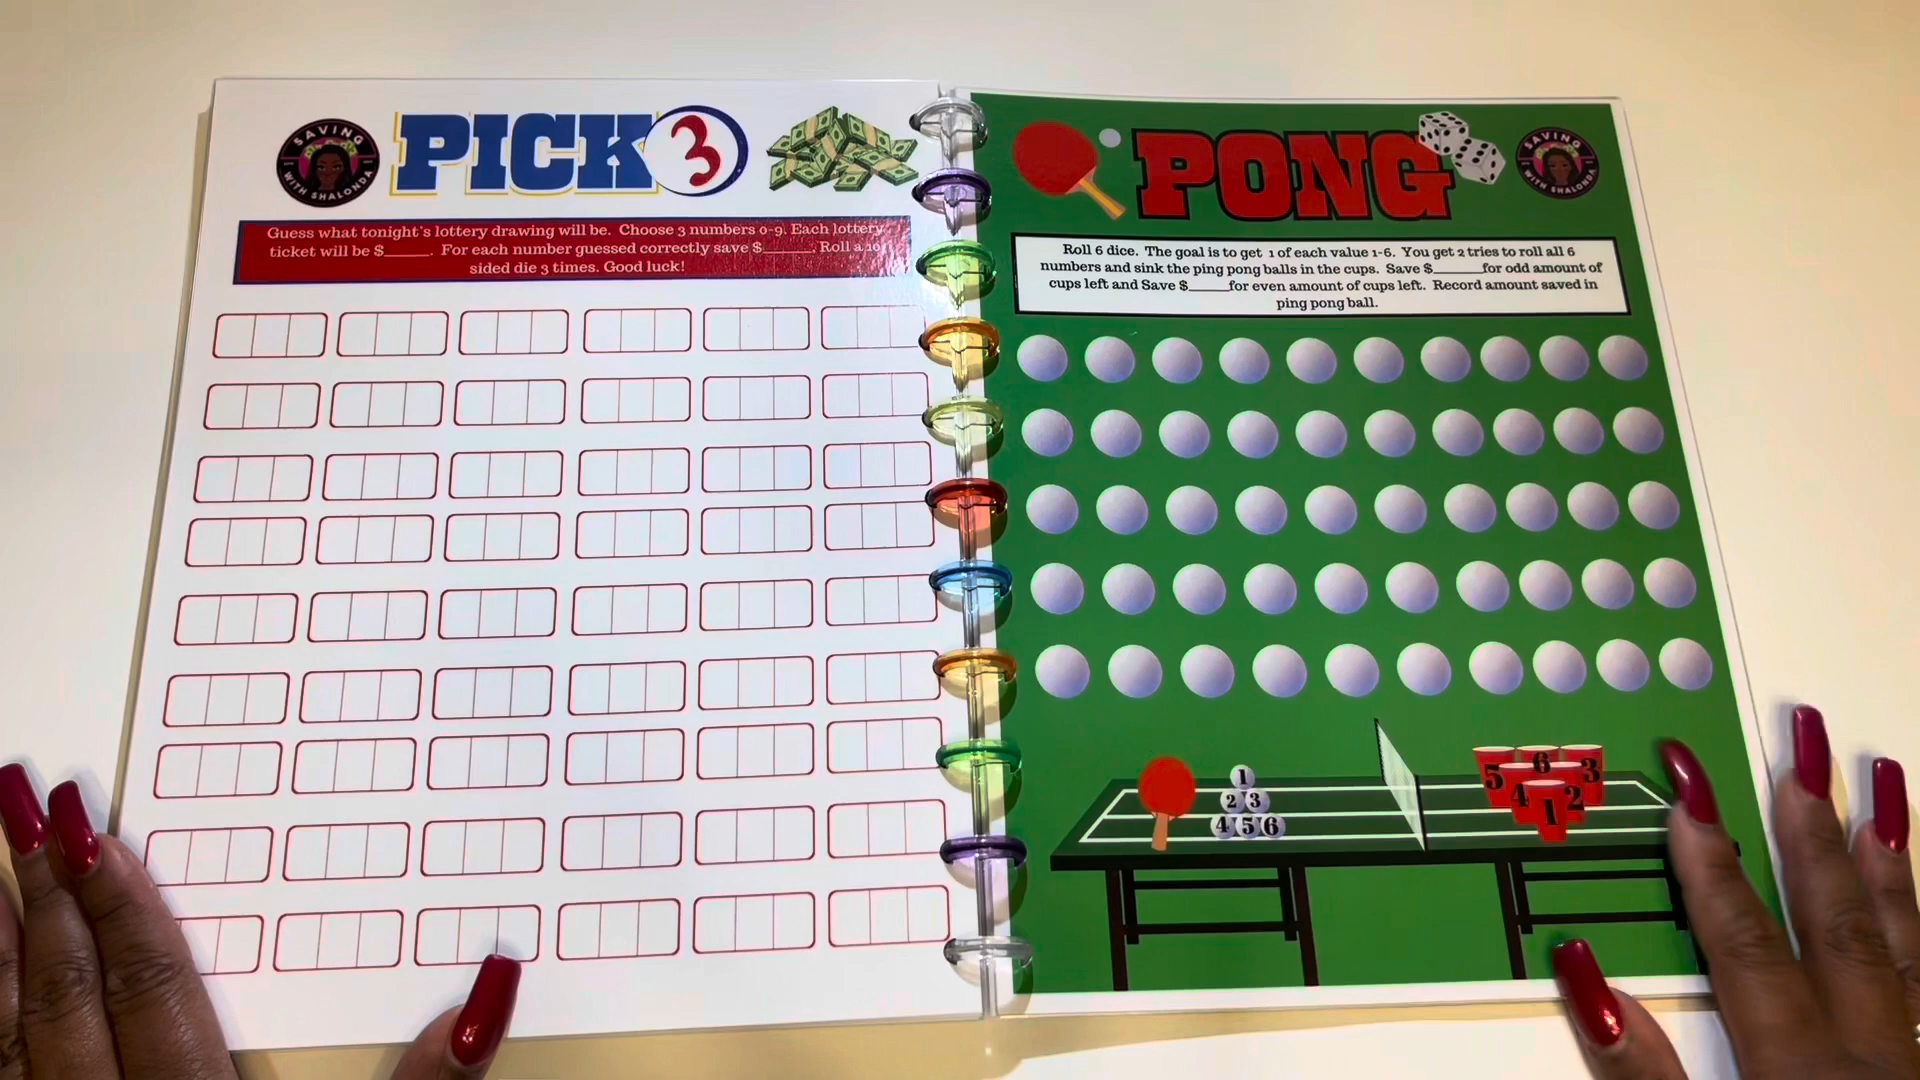 SAVING
WITH SHALONDA
PICK 3
Guess what tonight's lottery drawing will be. Choose 3 numbers 0-9. Each lottery
ticket will be $______. For each number guessed correctly save $______. Roll a 10
sided die 3 times. Good luck!
PONG
SAVING
WITH SHALONDA
Roll 6 dice. The goal is to get 1 of each value 1-6. You get 2 tries to roll all 6
numbers and sink the ping pong balls in the cups. Save $______for odd amount of
cups left and Save $_____for even amount of cups left. Record amount saved in
ping pong ball.
1
2 3
4 5 6
5 6 3
4 2
1